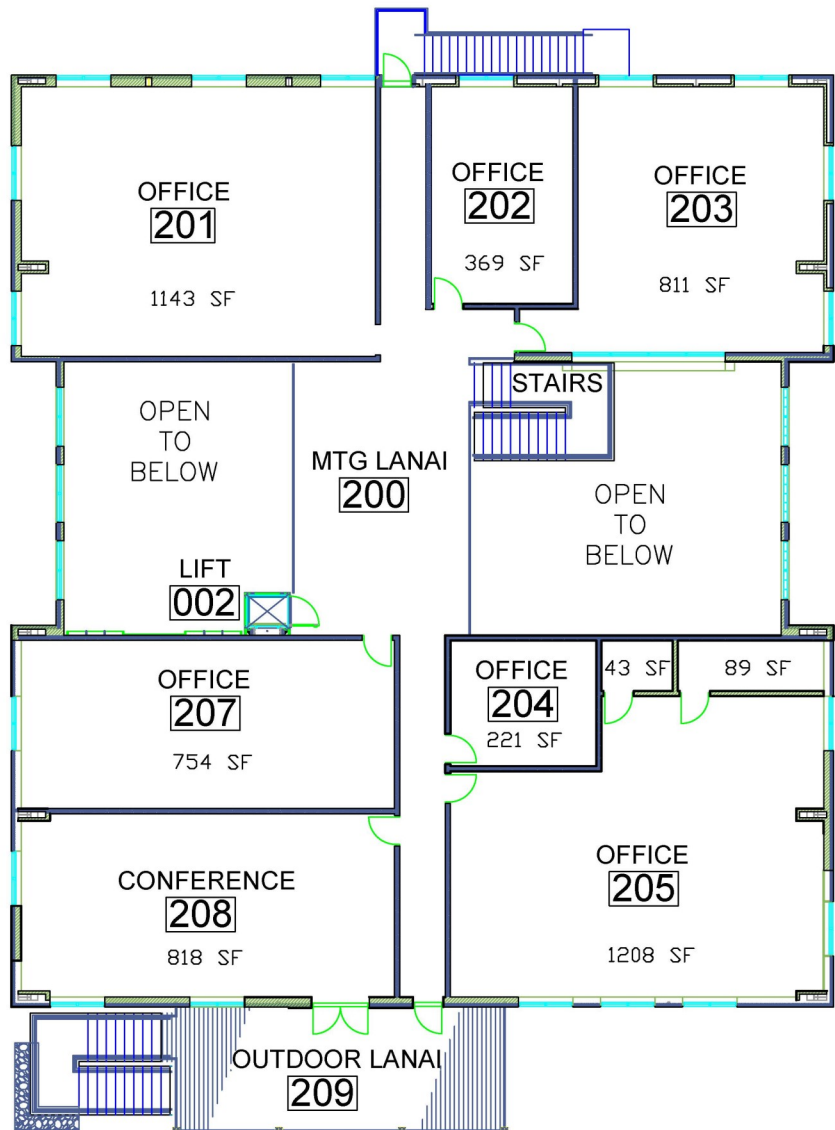 OFFICE
201
1143 SF
OFFICE
202
369 SF
OFFICE
203
811 SF
OPEN
TO
BELOW
STAIRS
MTG LANAI
200
OPEN
TO
BELOW
LIFT
002
OFFICE
207
754 SF
OFFICE
204
221 SF
43 SF
89 SF
CONFERENCE
208
818 SF
OFFICE
205
1208 SF
OUTDOOR LANAI
209